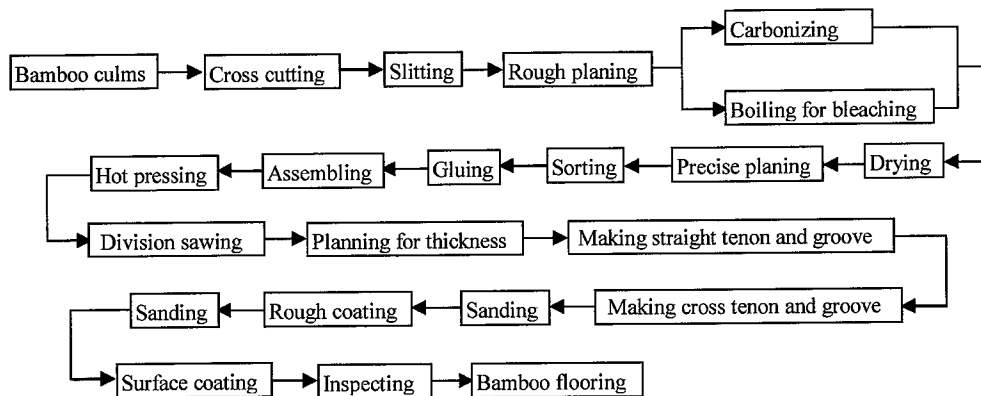 Bamboo culms
Cross cutting
Slitting
Rough planing
Carbonizing
Boiling for bleaching
Drying
Precise planing
Sorting
Gluing
Assembling
Hot pressing
Division sawing
Planning for thickness
Making straight tenon and groove
Making cross tenon and groove
Sanding
Rough coating
Sanding
Surface coating
Inspecting
Bamboo flooring